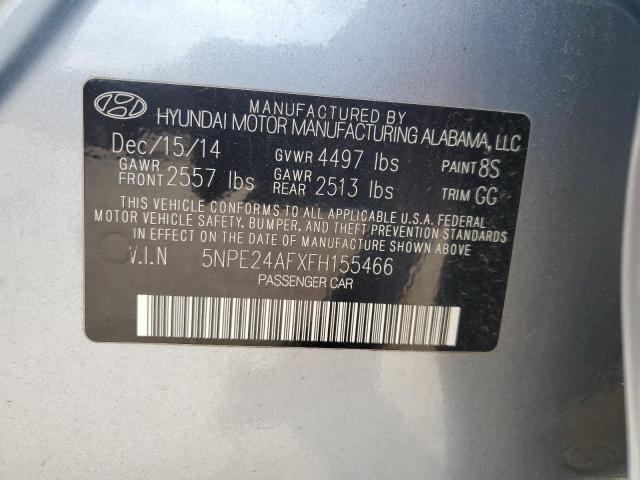 MANUFACTURED BY
HYUNDAI MOTOR MANUFACTURING ALABAMA, LLC
Dec/15/14 GVWR 4497 lbs PAINT 8S
GAWR FRONT 2557 lbs GAWR REAR 2513 lbs TRIM GG
THIS VEHICLE CONFORMS TO ALL APPLICABLE U.S.A. FEDERAL
MOTOR VEHICLE SAFETY, BUMPER, AND THEFT PREVENTION STANDARDS
IN EFFECT ON THE DATE OF MANUFACTURE SHOWN ABOVE.
V.I.N 5NPE24AFXFH155466
PASSENGER CAR